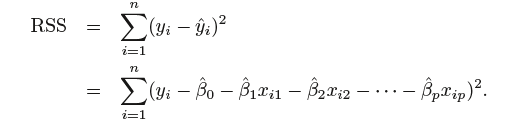 RSS = \sum_{i=1}^{n} (y_i - \hat{y}_i)^2
= \sum_{i=1}^{n} (y_i - \hat{\beta}_0 - \hat{\beta}_1 x_{i1} - \hat{\beta}_2 x_{i2} - \cdots - \hat{\beta}_p x_{ip})^2.